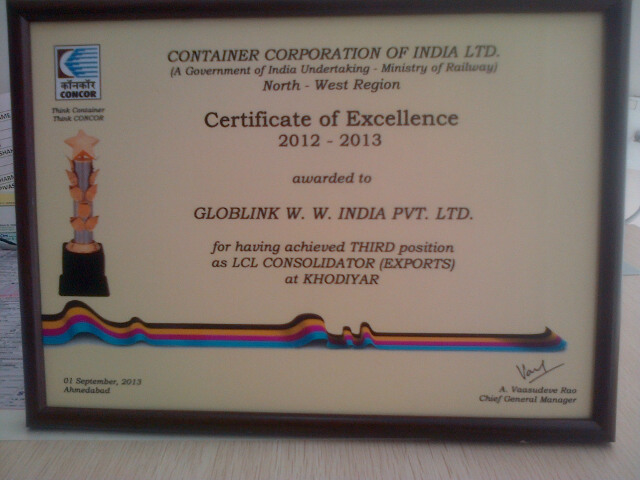 CONTAINER CORPORATION OF INDIA LTD.
(A Government of India Undertaking - Ministry of Railway)
North - West Region
कॉनकॉर
CONCOR
Think Container
Think CONCOR
Certificate of Excellence
2012 - 2013
awarded to
GLOBLINK W. W. INDIA PVT. LTD.
for having achieved THIRD position
as LCL CONSOLIDATOR (EXPORTS)
at KHODIYAR
01 September, 2013
Ahmedabad
A. Vaasudeve Rao
Chief General Manager